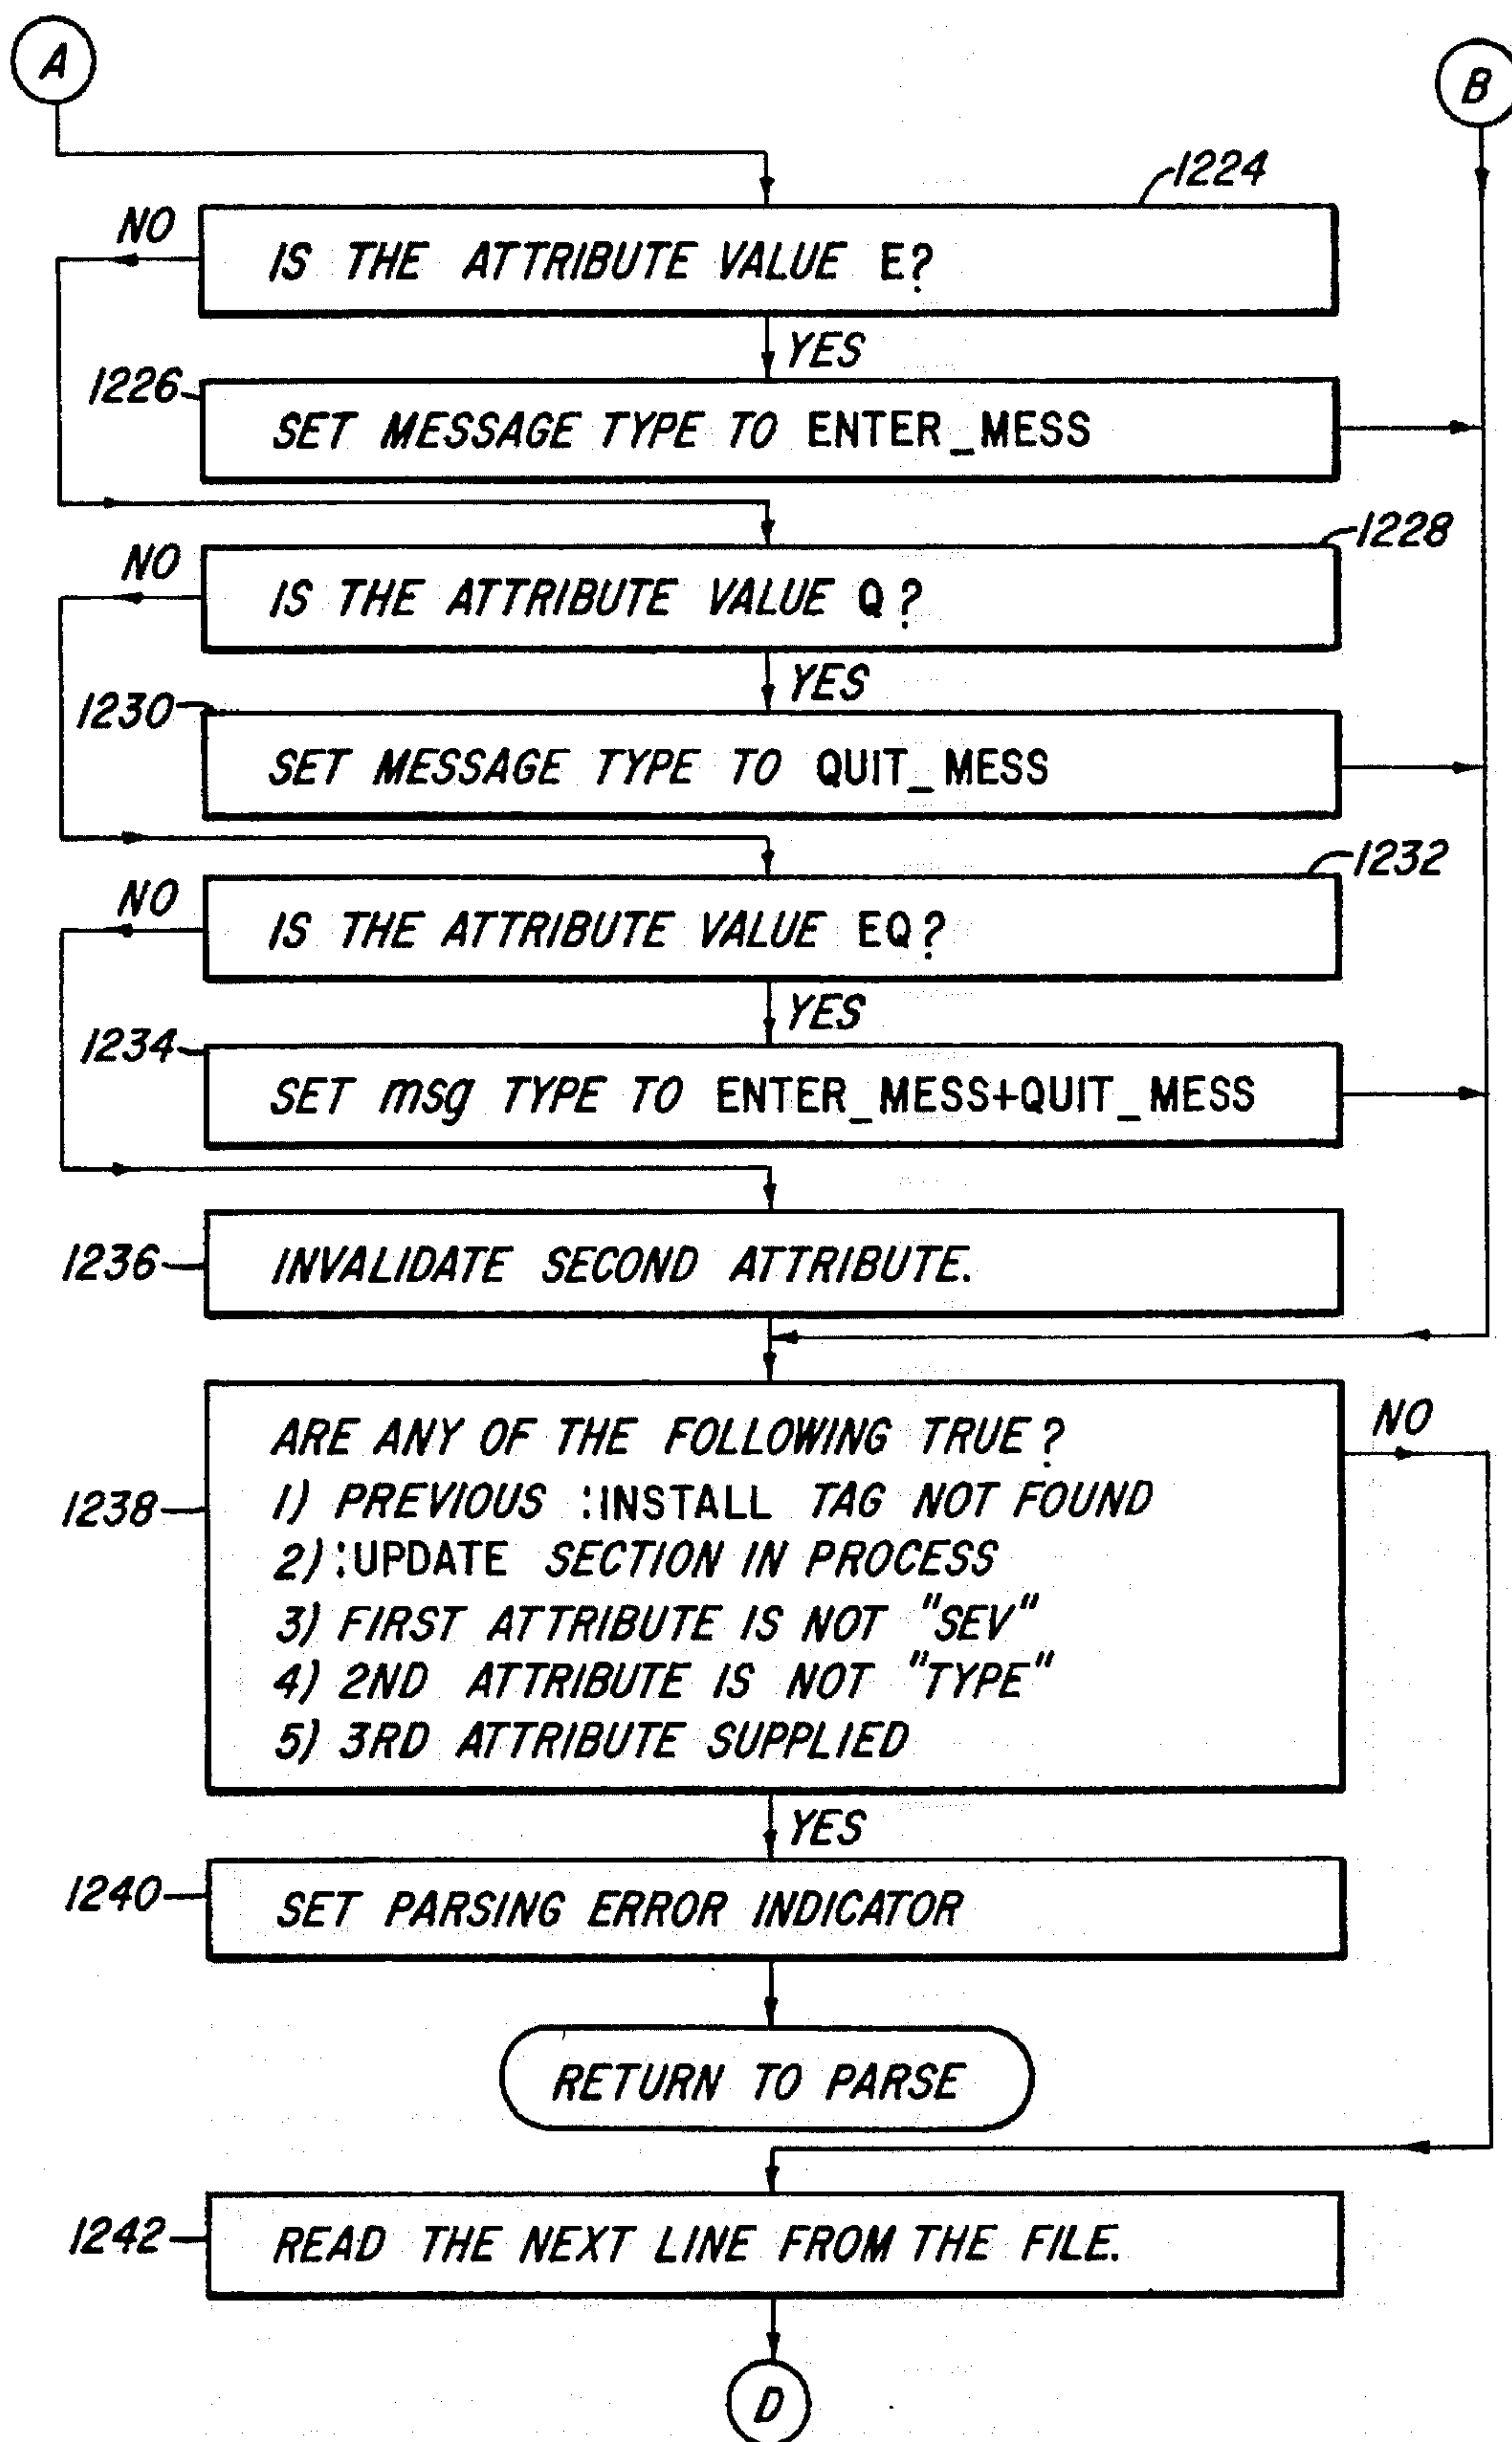 A
B
1224
NO
IS THE ATTRIBUTE VALUE E?
YES
1226
SET MESSAGE TYPE TO ENTER_MESS
1228
NO
IS THE ATTRIBUTE VALUE Q?
YES
1230
SET MESSAGE TYPE TO QUIT_MESS
1232
NO
IS THE ATTRIBUTE VALUE EQ?
YES
1234
SET msg TYPE TO ENTER_MESS+QUIT_MESS
1236
INVALIDATE SECOND ATTRIBUTE.
1238
ARE ANY OF THE FOLLOWING TRUE?
NO
1) PREVIOUS :INSTALL TAG NOT FOUND
2) :UPDATE SECTION IN PROCESS
3) FIRST ATTRIBUTE IS NOT "SEV"
4) 2ND ATTRIBUTE IS NOT "TYPE"
5) 3RD ATTRIBUTE SUPPLIED
YES
1240
SET PARSING ERROR INDICATOR
RETURN TO PARSE
1242
READ THE NEXT LINE FROM THE FILE.
D